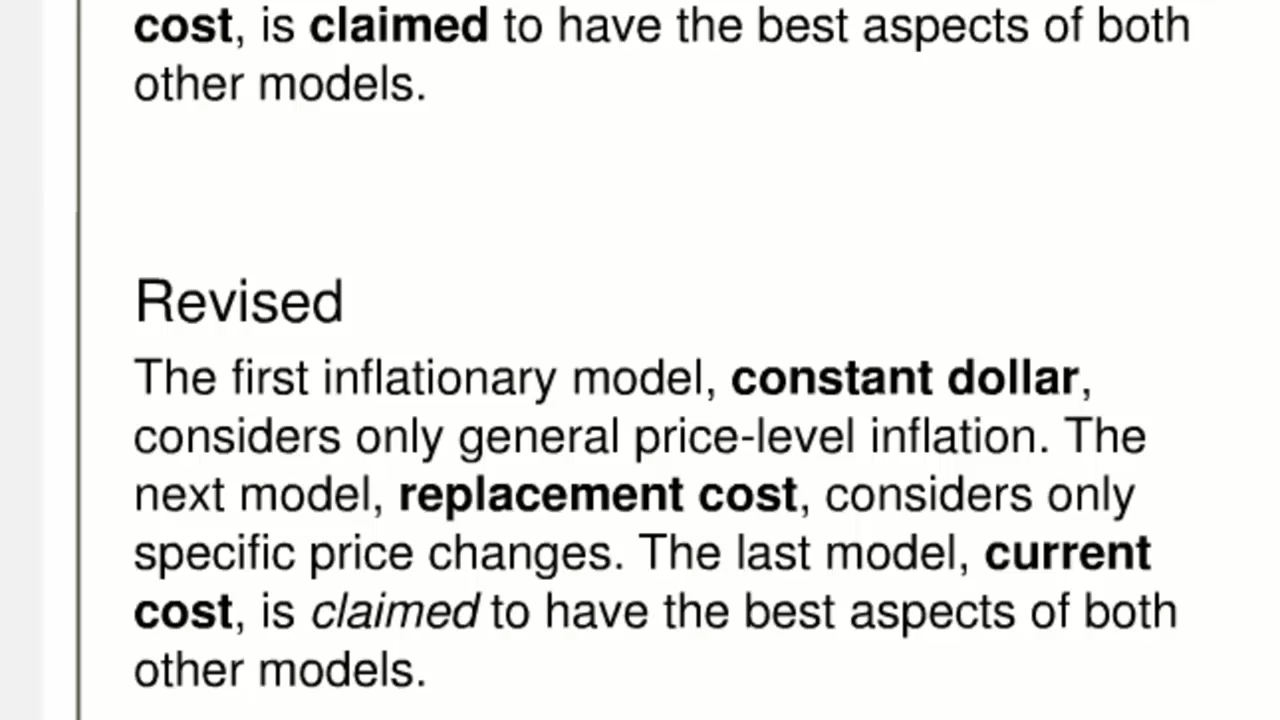 cost, is claimed to have the best aspects of both
other models.
Revised
The first inflationary model, constant dollar,
considers only general price-level inflation. The
next model, replacement cost, considers only
specific price changes. The last model, current
cost, is claimed to have the best aspects of both
other models.